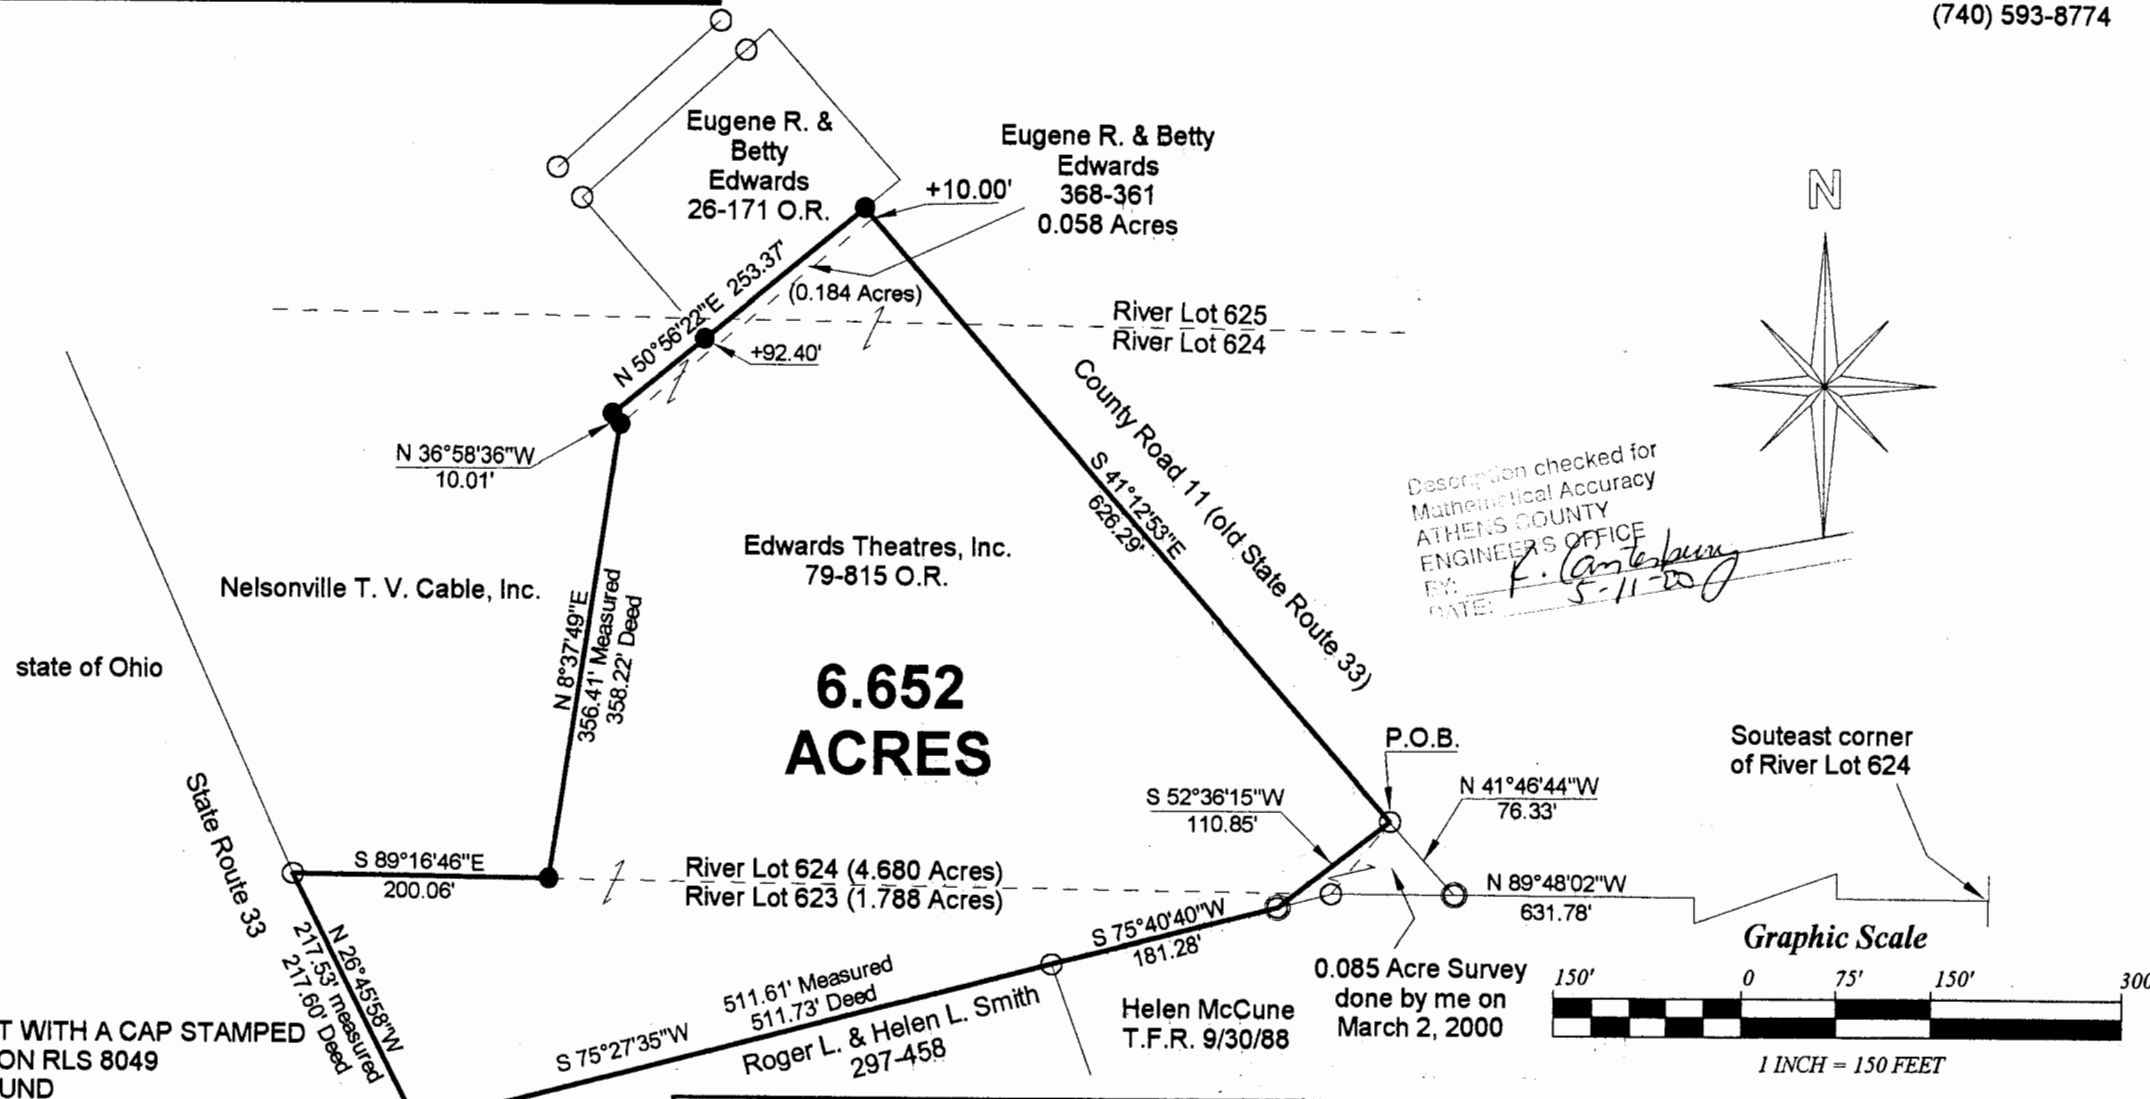 (740) 593-8774
Eugene R. &
Betty
Edwards
26-171 O.R.
Eugene R. & Betty
Edwards
368-361
0.058 Acres
+10.00'
N
N 50°56'22"E 253.37'
(0.184 Acres)
River Lot 625
River Lot 624
+92.40'
N 36°58'36"W
10.01'
County Road 11 (old State Route 33)
S 41°12'53"E
626.29'
Description checked for
Mathematical Accuracy
ATHENS COUNTY
ENGINEER'S OFFICE
BY: K. Canterbury
DATE: 5-11-00
Edwards Theatres, Inc.
79-815 O.R.
Nelsonville T. V. Cable, Inc.
N 8°37'49"E
356.41' Measured
358.22' Deed
state of Ohio
6.652
ACRES
P.O.B.
Souteast corner
of River Lot 624
S 52°36'15"W
110.85'
N 41°46'44"W
76.33'
State Route 33
S 89°16'46"E
200.06'
River Lot 624 (4.680 Acres)
River Lot 623 (1.788 Acres)
N 89°48'02"W
631.78'
N 26°45'58"W
217.53' measured
217.60' Deed
S 75°40'40"W
181.28'
Graphic Scale
150' 0 75' 150' 300
1 INCH = 150 FEET
0.085 Acre Survey
done by me on
March 2, 2000
Helen McCune
T.F.R. 9/30/88
511.61' Measured
511.73' Deed
S 75°27'35"W
Roger L. & Helen L. Smith
297-458
T WITH A CAP STAMPED
ON RLS 8049
UND